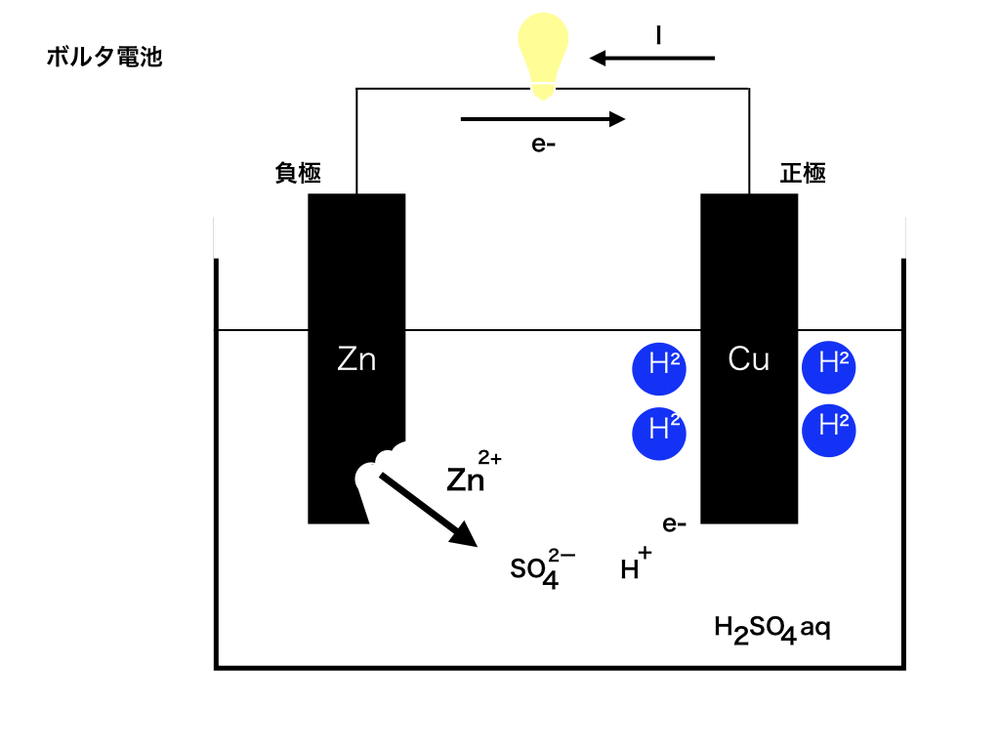 I
ボルタ電池
e-
負極
正極
Zn
Cu
H²
H²
H²
H²
Zn²⁺
e-
SO₄²⁻
H⁺
H₂SO₄aq